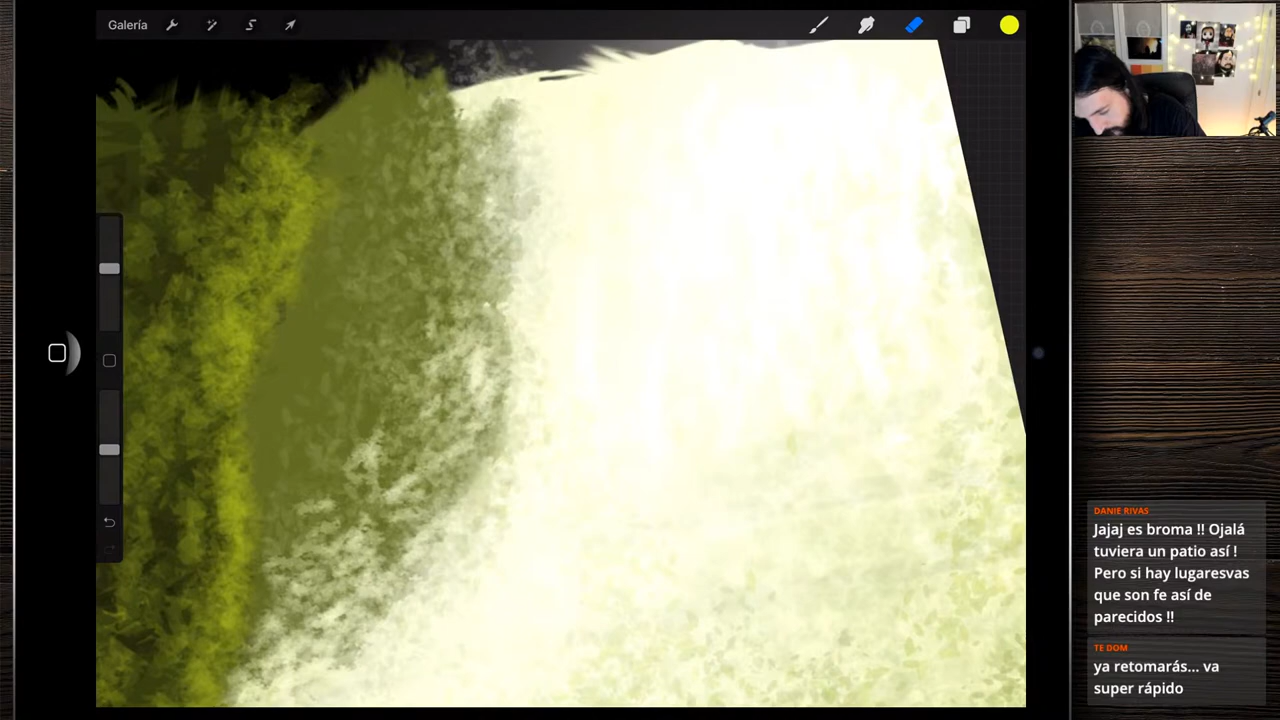 Galería
DANIE RIVAS
Jajaj es broma !! Ojalá
tuviera un patio así !
Pero si hay lugaresvas
que son fe así de
parecidos !!
TE DOM
ya retomarás... va
super rápido